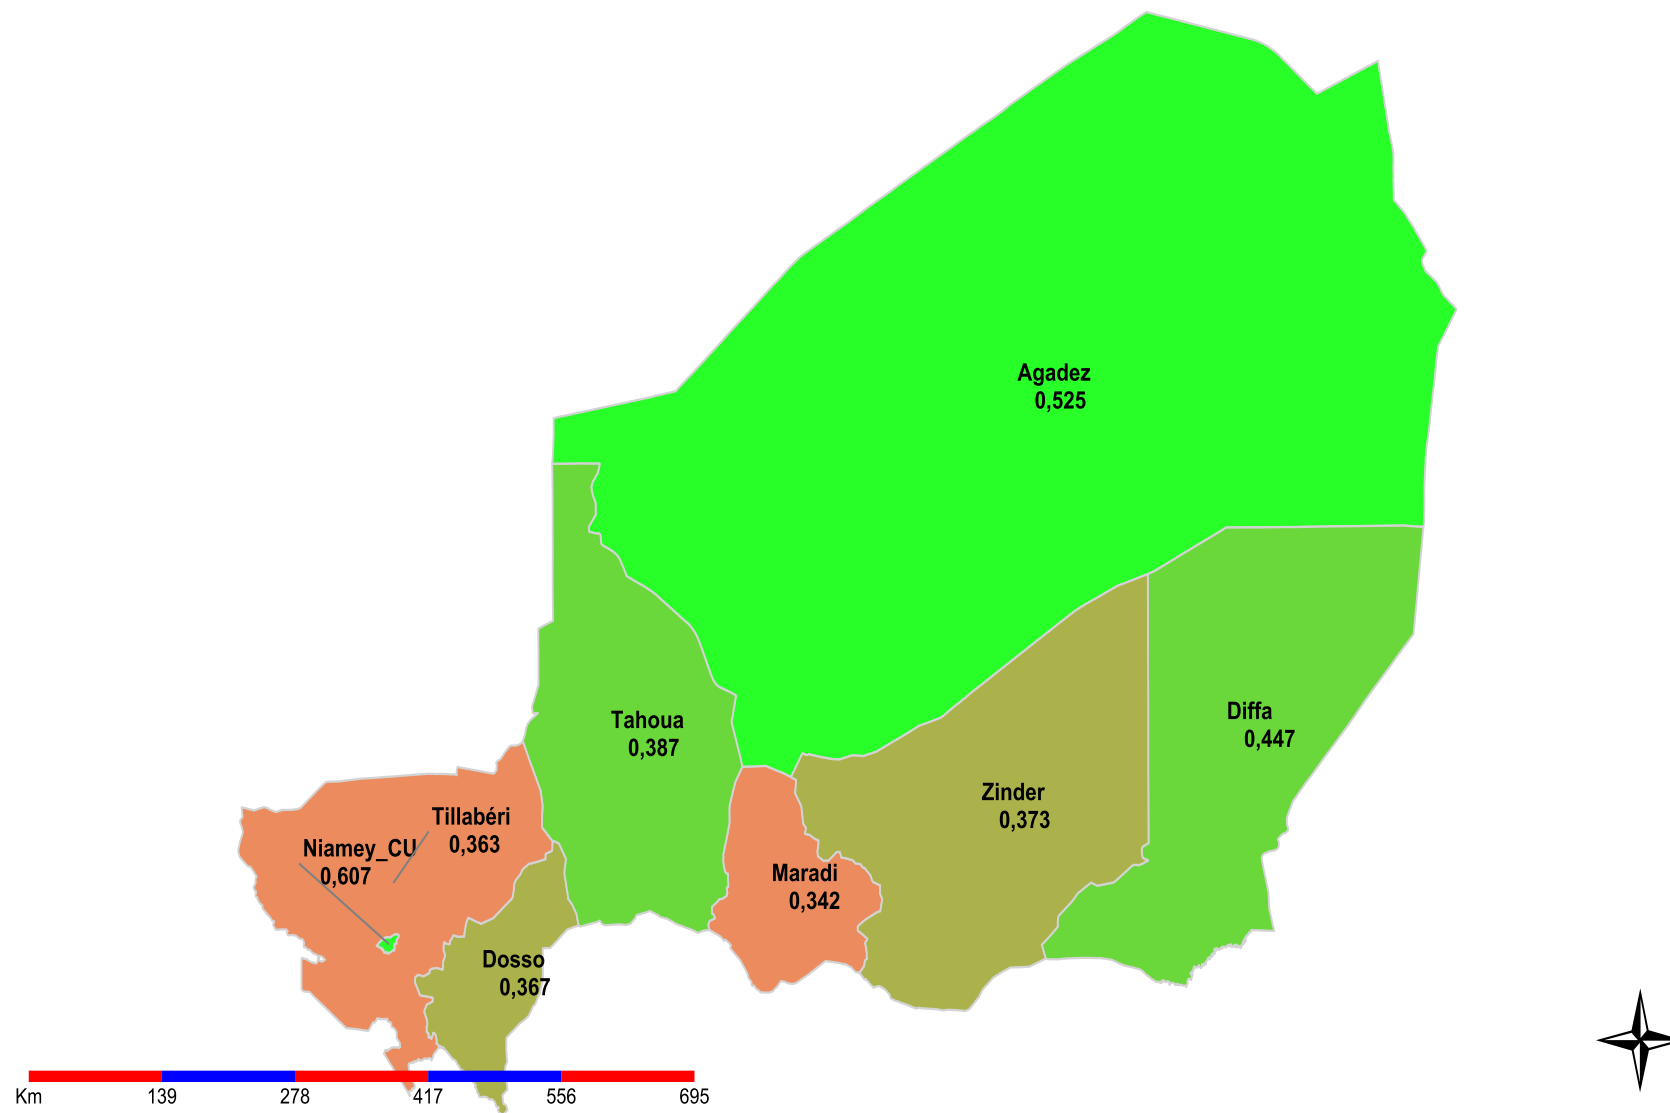 Agadez
0,525
Diffa
0,447
Tahoua
0,387
Zinder
0,373
Tillabéri
0,363
Niamey_CU
0,607
Maradi
0,342
Dosso
0,367
Km 139 278 417 556 695